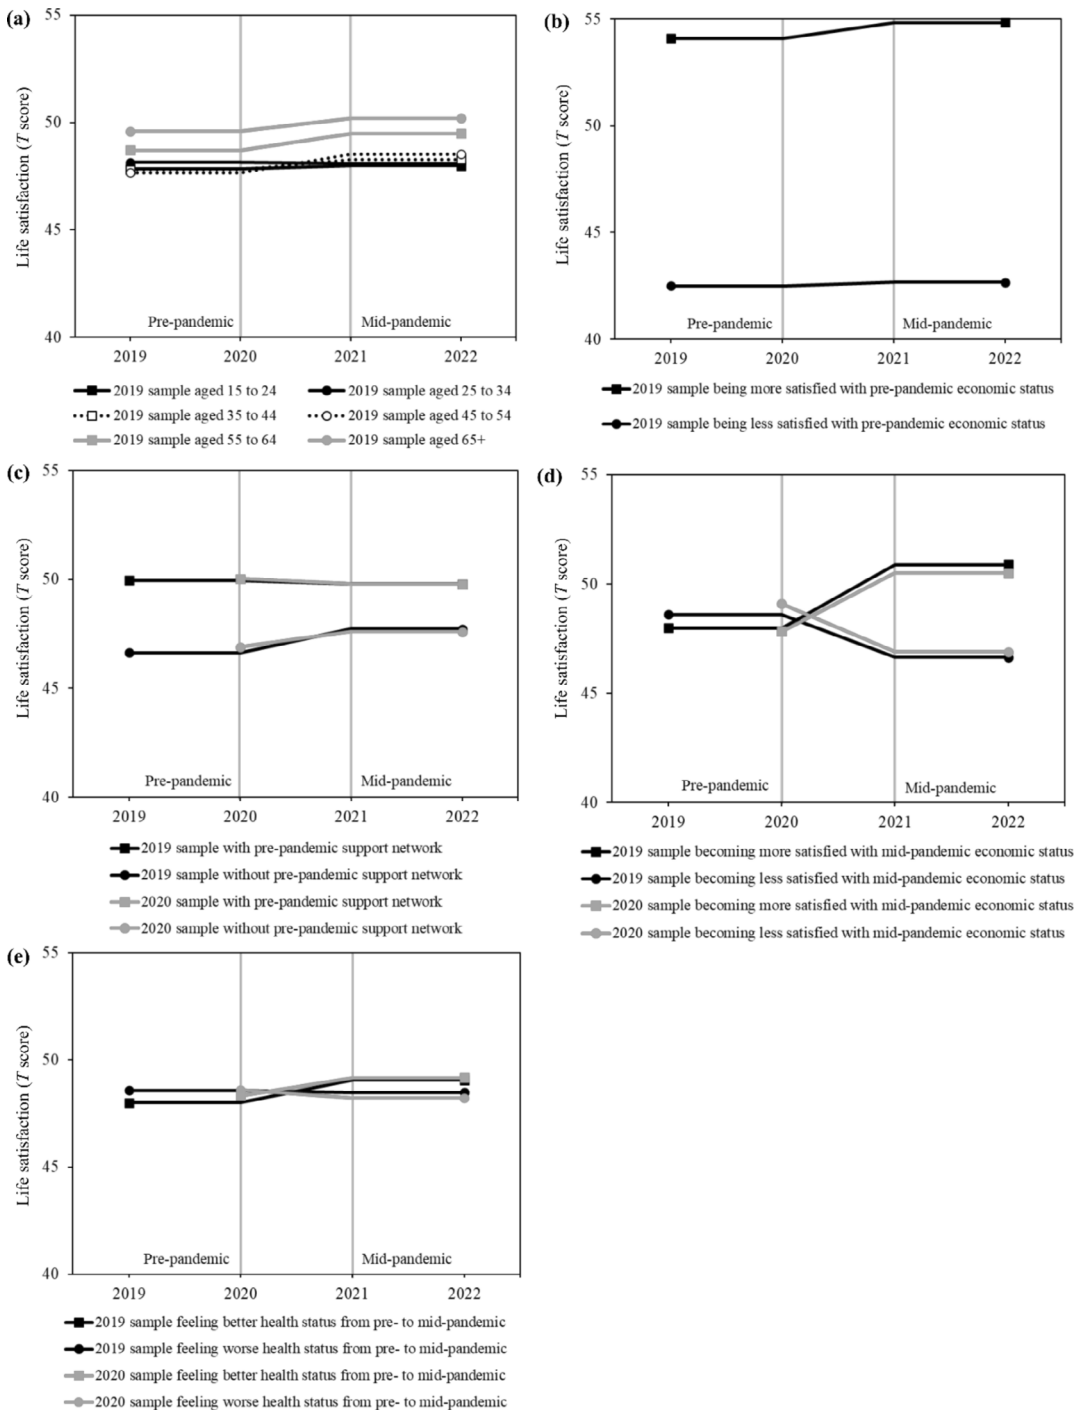 (a)
Life satisfaction (T score)
55
50
45
40
Pre-pandemic
Mid-pandemic
2019 2020 2021 2022
2019 sample aged 15 to 24
2019 sample aged 25 to 34
2019 sample aged 35 to 44
2019 sample aged 45 to 54
2019 sample aged 55 to 64
2019 sample aged 65+
(b)
Life satisfaction (T score)
55
50
45
40
Pre-pandemic
Mid-pandemic
2019 2020 2021 2022
2019 sample being more satisfied with pre-pandemic economic status
2019 sample being less satisfied with pre-pandemic economic status
(c)
Life satisfaction (T score)
55
50
45
40
Pre-pandemic
Mid-pandemic
2019 2020 2021 2022
2019 sample with pre-pandemic support network
2019 sample without pre-pandemic support network
2020 sample with pre-pandemic support network
2020 sample without pre-pandemic support network
(d)
Life satisfaction (T score)
55
50
45
40
Pre-pandemic
Mid-pandemic
2019 2020 2021 2022
2019 sample becoming more satisfied with mid-pandemic economic status
2019 sample becoming less satisfied with mid-pandemic economic status
2020 sample becoming more satisfied with mid-pandemic economic status
2020 sample becoming less satisfied with mid-pandemic economic status
(e)
Life satisfaction (T score)
55
50
45
40
Pre-pandemic
Mid-pandemic
2019 2020 2021 2022
2019 sample feeling better health status from pre- to mid-pandemic
2019 sample feeling worse health status from pre- to mid-pandemic
2020 sample feeling better health status from pre- to mid-pandemic
2020 sample feeling worse health status from pre- to mid-pandemic